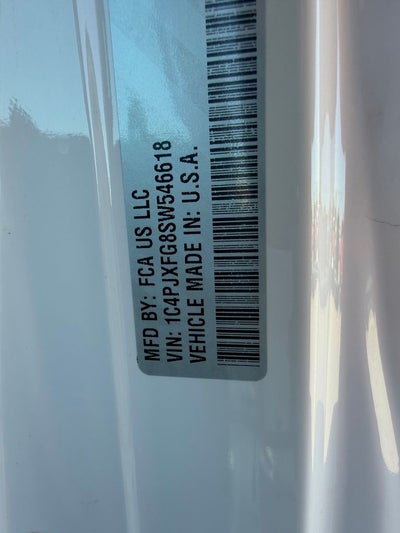 MFD BY: FCA US LLC
VIN: 1C4PJXFG8SW546618
VEHICLE MADE IN: U.S.A.